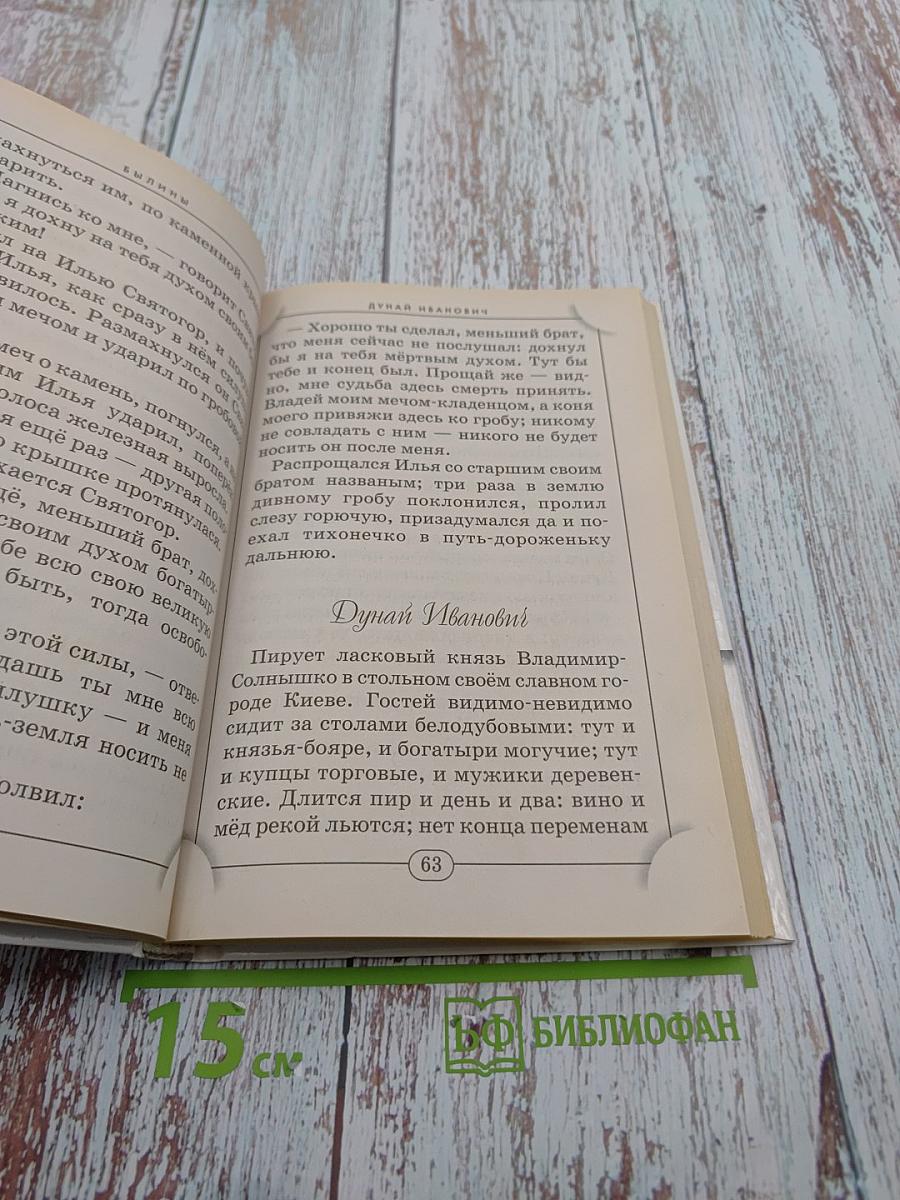 БЫЛИНЫ
ахнуться им, по каменной
арить.
агнись ко мне, — говорит
я дохну на тебя духом своим
ким!
л на Илью Святогор, и
Илья, как сразу в нём
вилось. Размахнулся он
мечом и ударил по гробово
меч о камень, погнулся, а
Илья ударил, попер
олоса железная выросла.
я ещё раз — другая поло
крышке протянулася.
хается Святогор.
щё, меньший брат, дох-
своим духом богатыр-
бе всю свою великую
быть, тогда освобо-
этой силы, — отве-
дашь ты мне всю
илушку — и меня
-земля носить не
олвил:
ДУНАЙ ИВАНОВИЧ
— Хорошо ты сделал, меньший брат,
что меня сейчас не послушал: дохнул
бы я на тебя мёртвым духом. Тут бы
тебе и конец был. Прощай же — вид-
но, мне судьба здесь смерть принять.
Владей моим мечом-кладенцом, а коня
моего привяжи здесь ко гробу; никому
не совладать с ним — никого не будет
носить он после меня.
Распрощался Илья со старшим своим
братом названым; три раза в землю
дивному гробу поклонился, пролил
слезу горючую, призадумался да и по-
ехал тихонечко в путь-дороженьку
дальнюю.
Дунай Иванович
Пирует ласковый князь Владимир-
Солнышко в стольном своём славном го-
роде Киеве. Гостей видимо-невидимо
сидит за столами белодубовыми: тут и
князья-бояре, и богатыри могучие; тут
и купцы торговые, и мужики деревен-
ские. Длится пир и день и два: вино и
мёд рекой льются; нет конца переменам
63
15 см
БФ БИБЛИОФАН